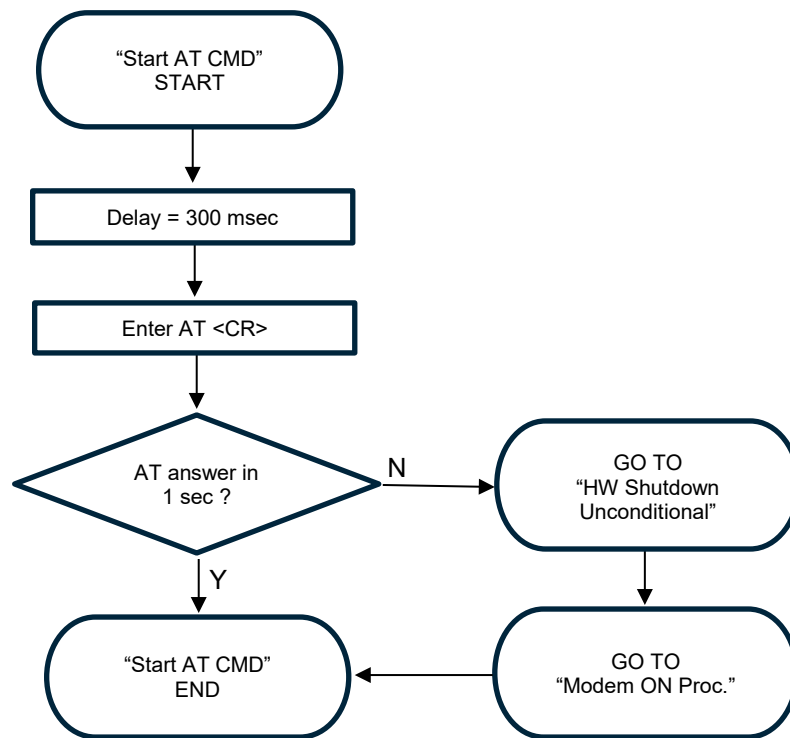 “Start AT CMD”
START
Delay = 300 msec
Enter AT <CR>
AT answer in
1 sec ?
N
GO TO
“HW Shutdown
Unconditional”
Y
“Start AT CMD”
END
GO TO
“Modem ON Proc.”